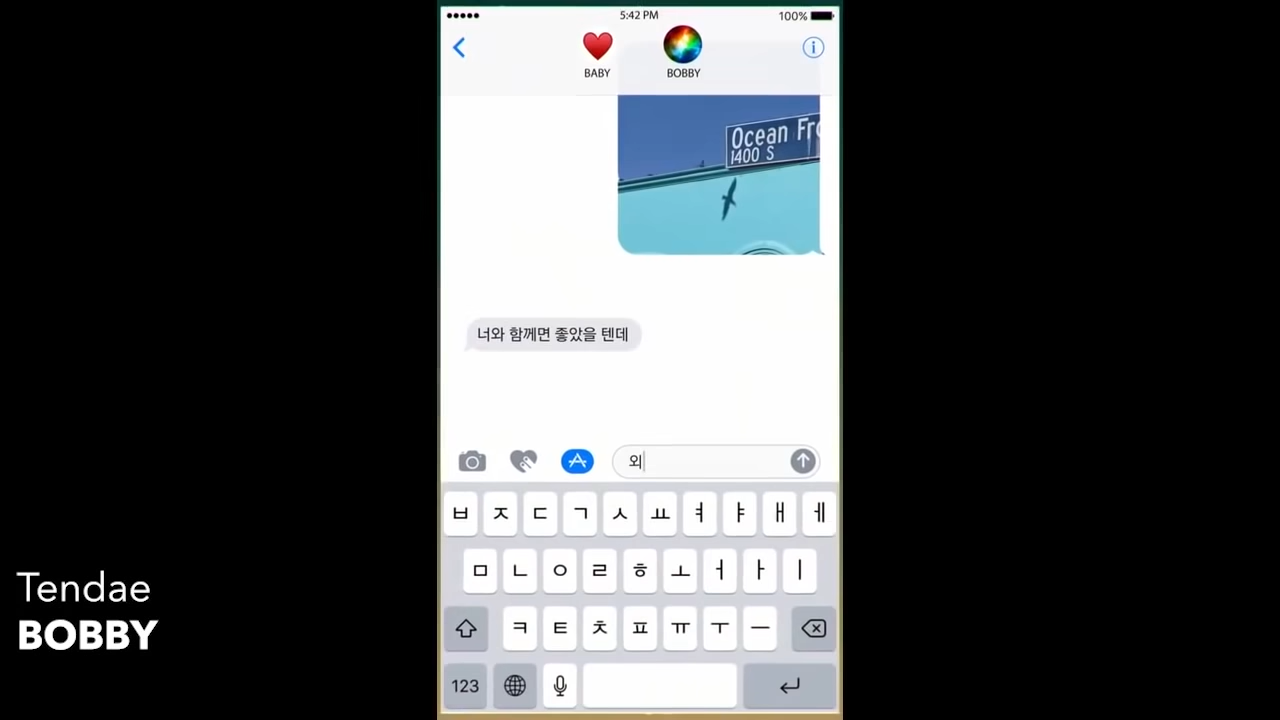 5:42 PM
100%
BABY
BOBBY
Ocean Fro
1400 S
너와 함께면 좋았을 텐데
외
ㅂ ㅈ ㄷ ㄱ ㅅ ㅛ ㅕ ㅑ ㅐ ㅔ
ㅁ ㄴ ㅇ ㄹ ㅎ ㅗ ㅓ ㅏ ㅣ
ㅋ ㅌ ㅊ ㅍ ㅠ ㅜ ㅡ
123
Tendae
BOBBY